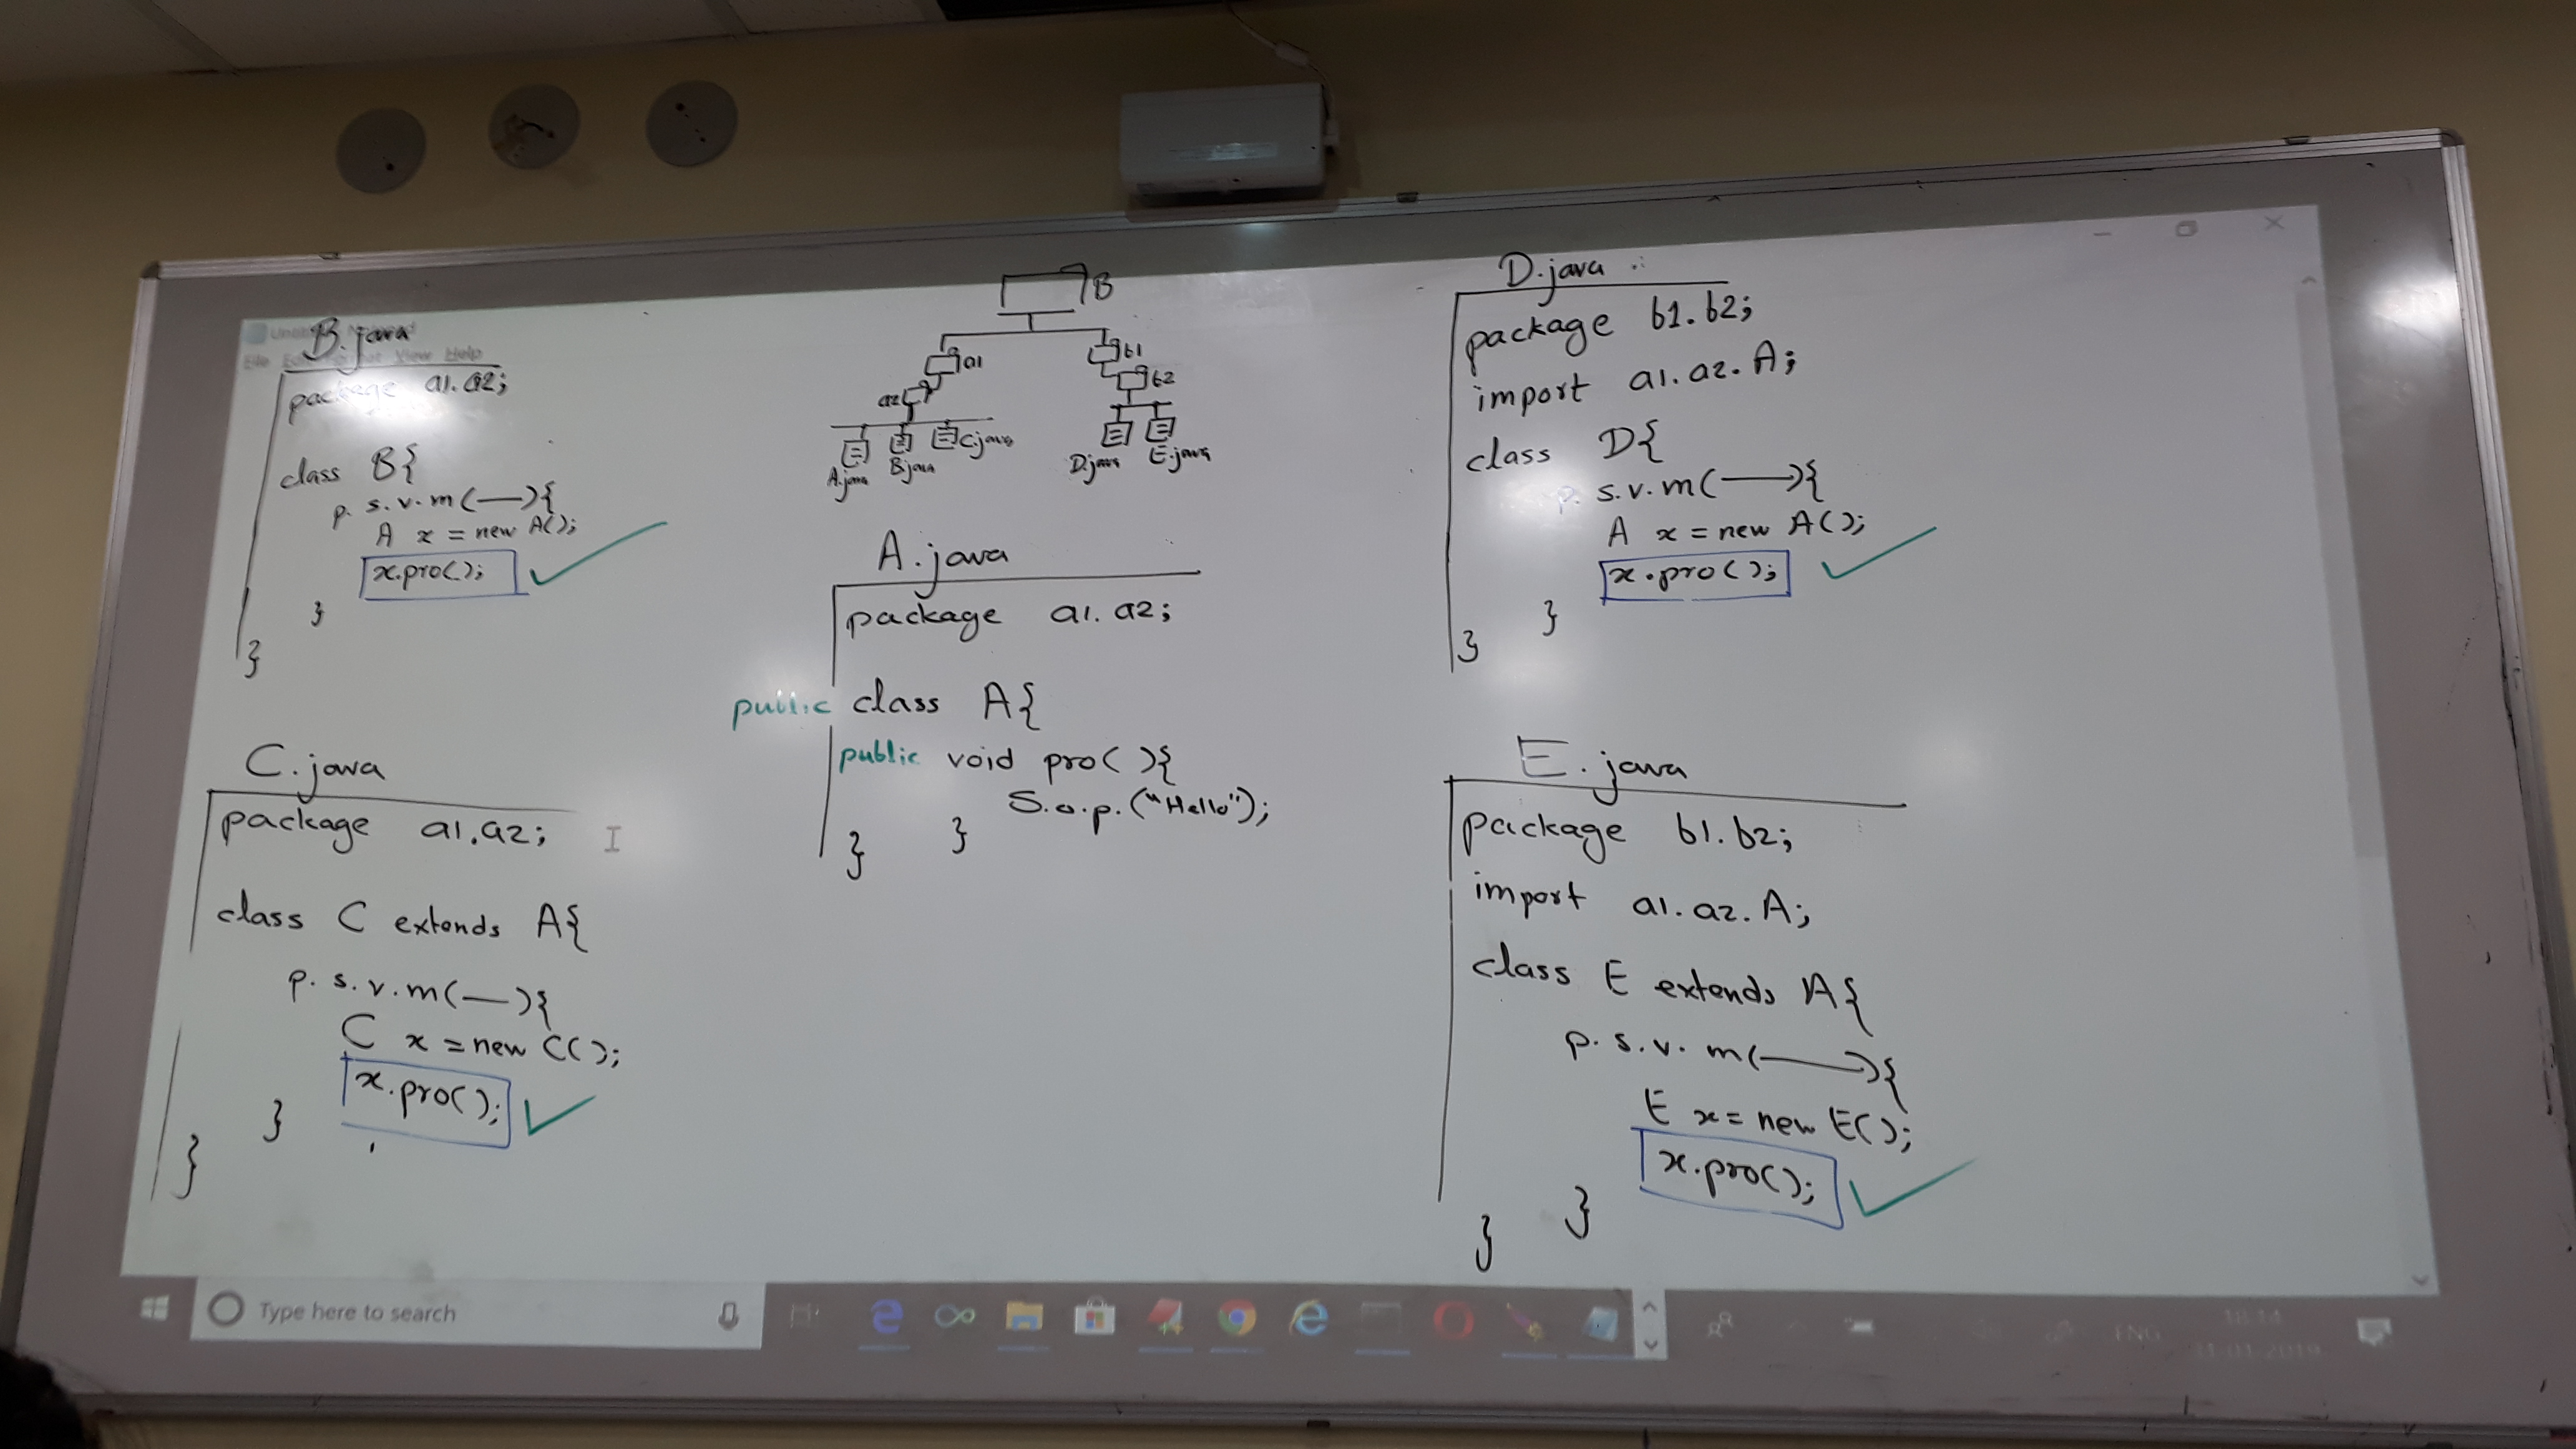 B.java
package a1.a2;
class B{
p. s. v. m(—){
A x = new A();
x.pro();
}
}
C.java
package a1.a2;
class C extends A{
p. s. v. m(—){
C x = new C();
x.pro();
}
}
B
a1
b1
a2
b2
A.java
B.java
C.java
D.java
E.java
A.java
package a1.a2;
public class A{
public void pro(){
S.o.p.("Hello");
}
}
D.java
package b1.b2;
import a1.a2.A;
class D{
p. s. v. m(—){
A x = new A();
x.pro();
}
}
E.java
package b1.b2;
import a1.a2.A;
class E extends A{
p. s. v. m(—){
E x = new E();
x.pro();
}
}
File Edit Format View Help
Type here to search
ENG
18:14